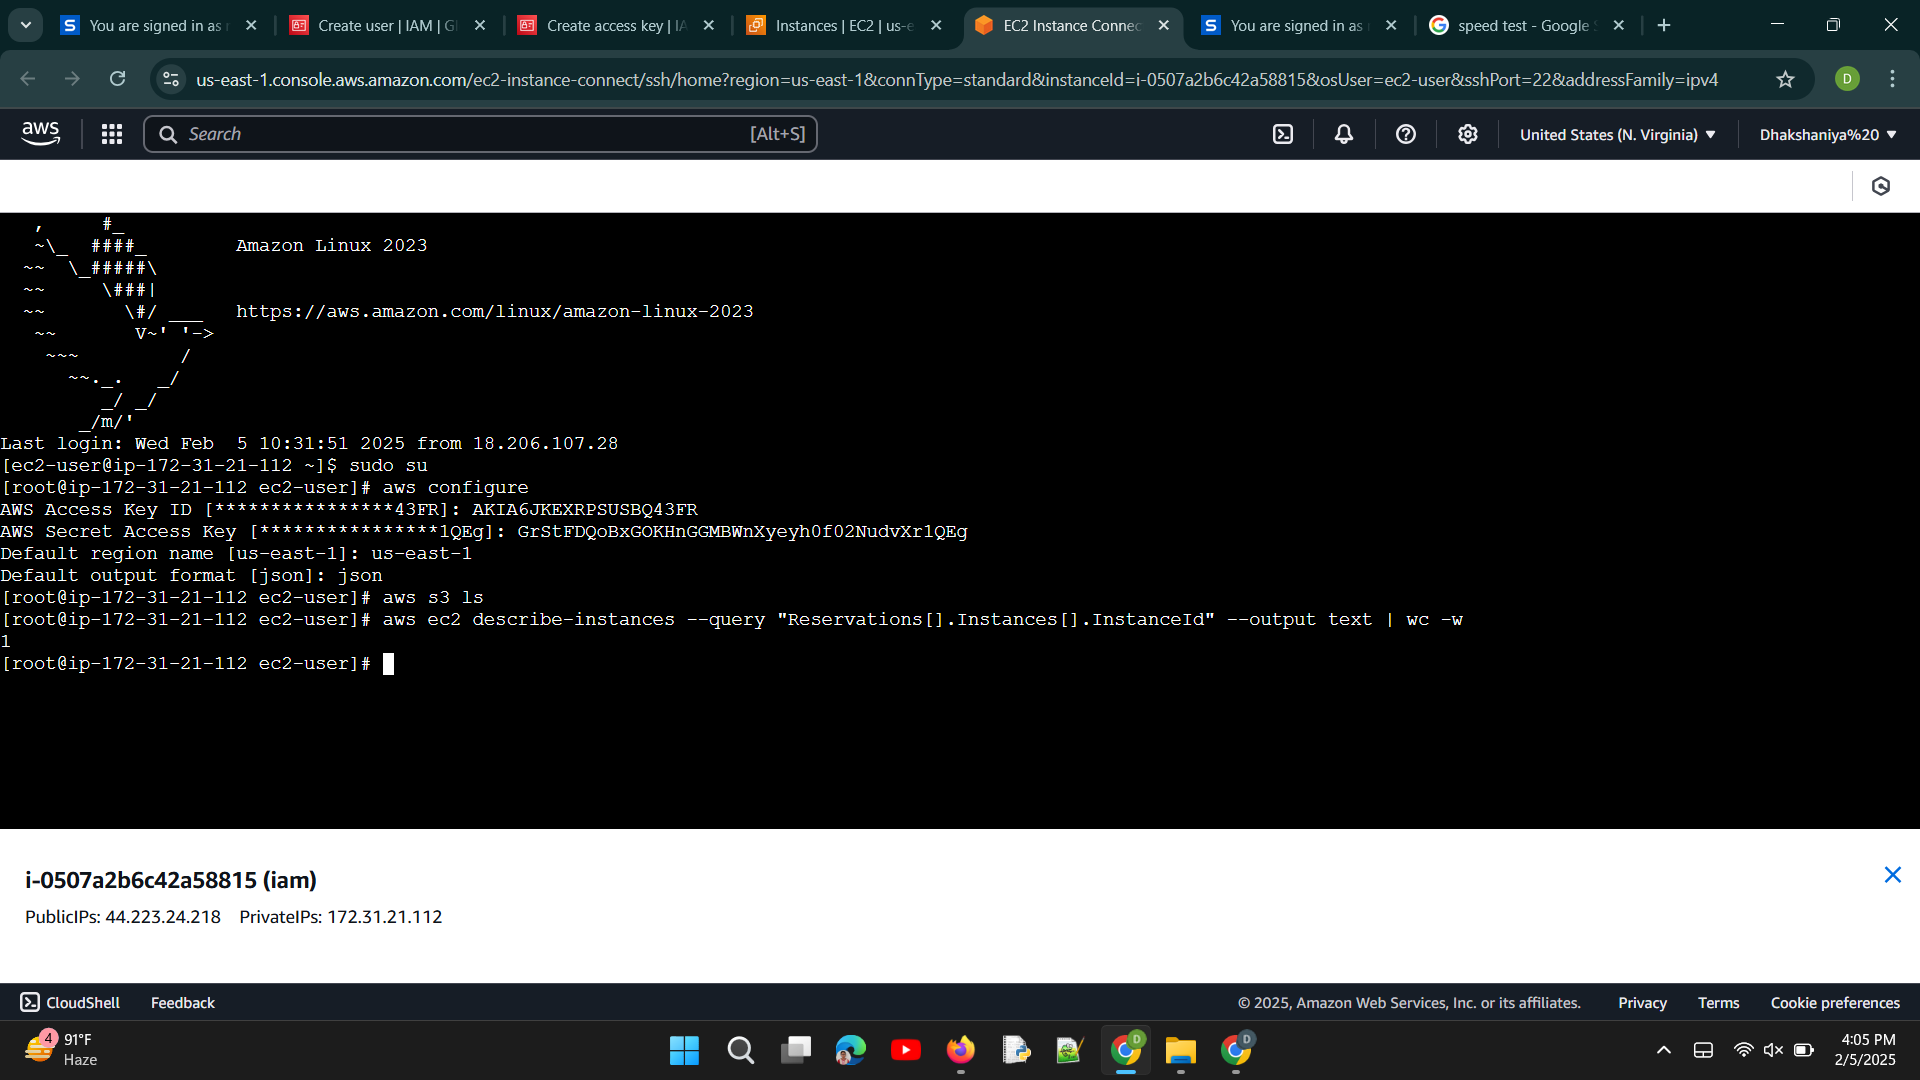 You are signed in as
Create user | IAM | Gl
Create access key | IA
Instances | EC2 | us-e
EC2 Instance Connec
You are signed in as
speed test - Google S
us-east-1.console.aws.amazon.com/ec2-instance-connect/ssh/home?region=us-east-1&connType=standard&instanceId=i-0507a2b6c42a58815&osUser=ec2-user&sshPort=22&addressFamily=ipv4
D
aws
Search
[Alt+S]
United States (N. Virginia)
Dhakshaniya%20
   ,     #_
   ~\_  ####_        Amazon Linux 2023
  ~~  \_#####\
  ~~     \###|
  ~~       \#/ ___   https://aws.amazon.com/linux/amazon-linux-2023
   ~~       V~' '->
    ~~~         /
      ~~._.   _/
         _/ _/
       _/m/'
Last login: Wed Feb  5 10:31:51 2025 from 18.206.107.28
[ec2-user@ip-172-31-21-112 ~]$ sudo su
[root@ip-172-31-21-112 ec2-user]# aws configure
AWS Access Key ID [****************43FR]: AKIA6JKEXRPSUSBQ43FR
AWS Secret Access Key [****************1QEg]: 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
Default region name [us-east-1]: us-east-1
Default output format [json]: json
[root@ip-172-31-21-112 ec2-user]# aws s3 ls
[root@ip-172-31-21-112 ec2-user]# aws ec2 describe-instances --query "Reservations[].Instances[].InstanceId" --output text | wc -w
1
[root@ip-172-31-21-112 ec2-user]#
i-0507a2b6c42a58815 (iam)
PublicIPs: 44.223.24.218    PrivateIPs: 172.31.21.112
CloudShell
Feedback
© 2025, Amazon Web Services, Inc. or its affiliates.
Privacy
Terms
Cookie preferences
4
91°F
Haze
D
D
4:05 PM
2/5/2025